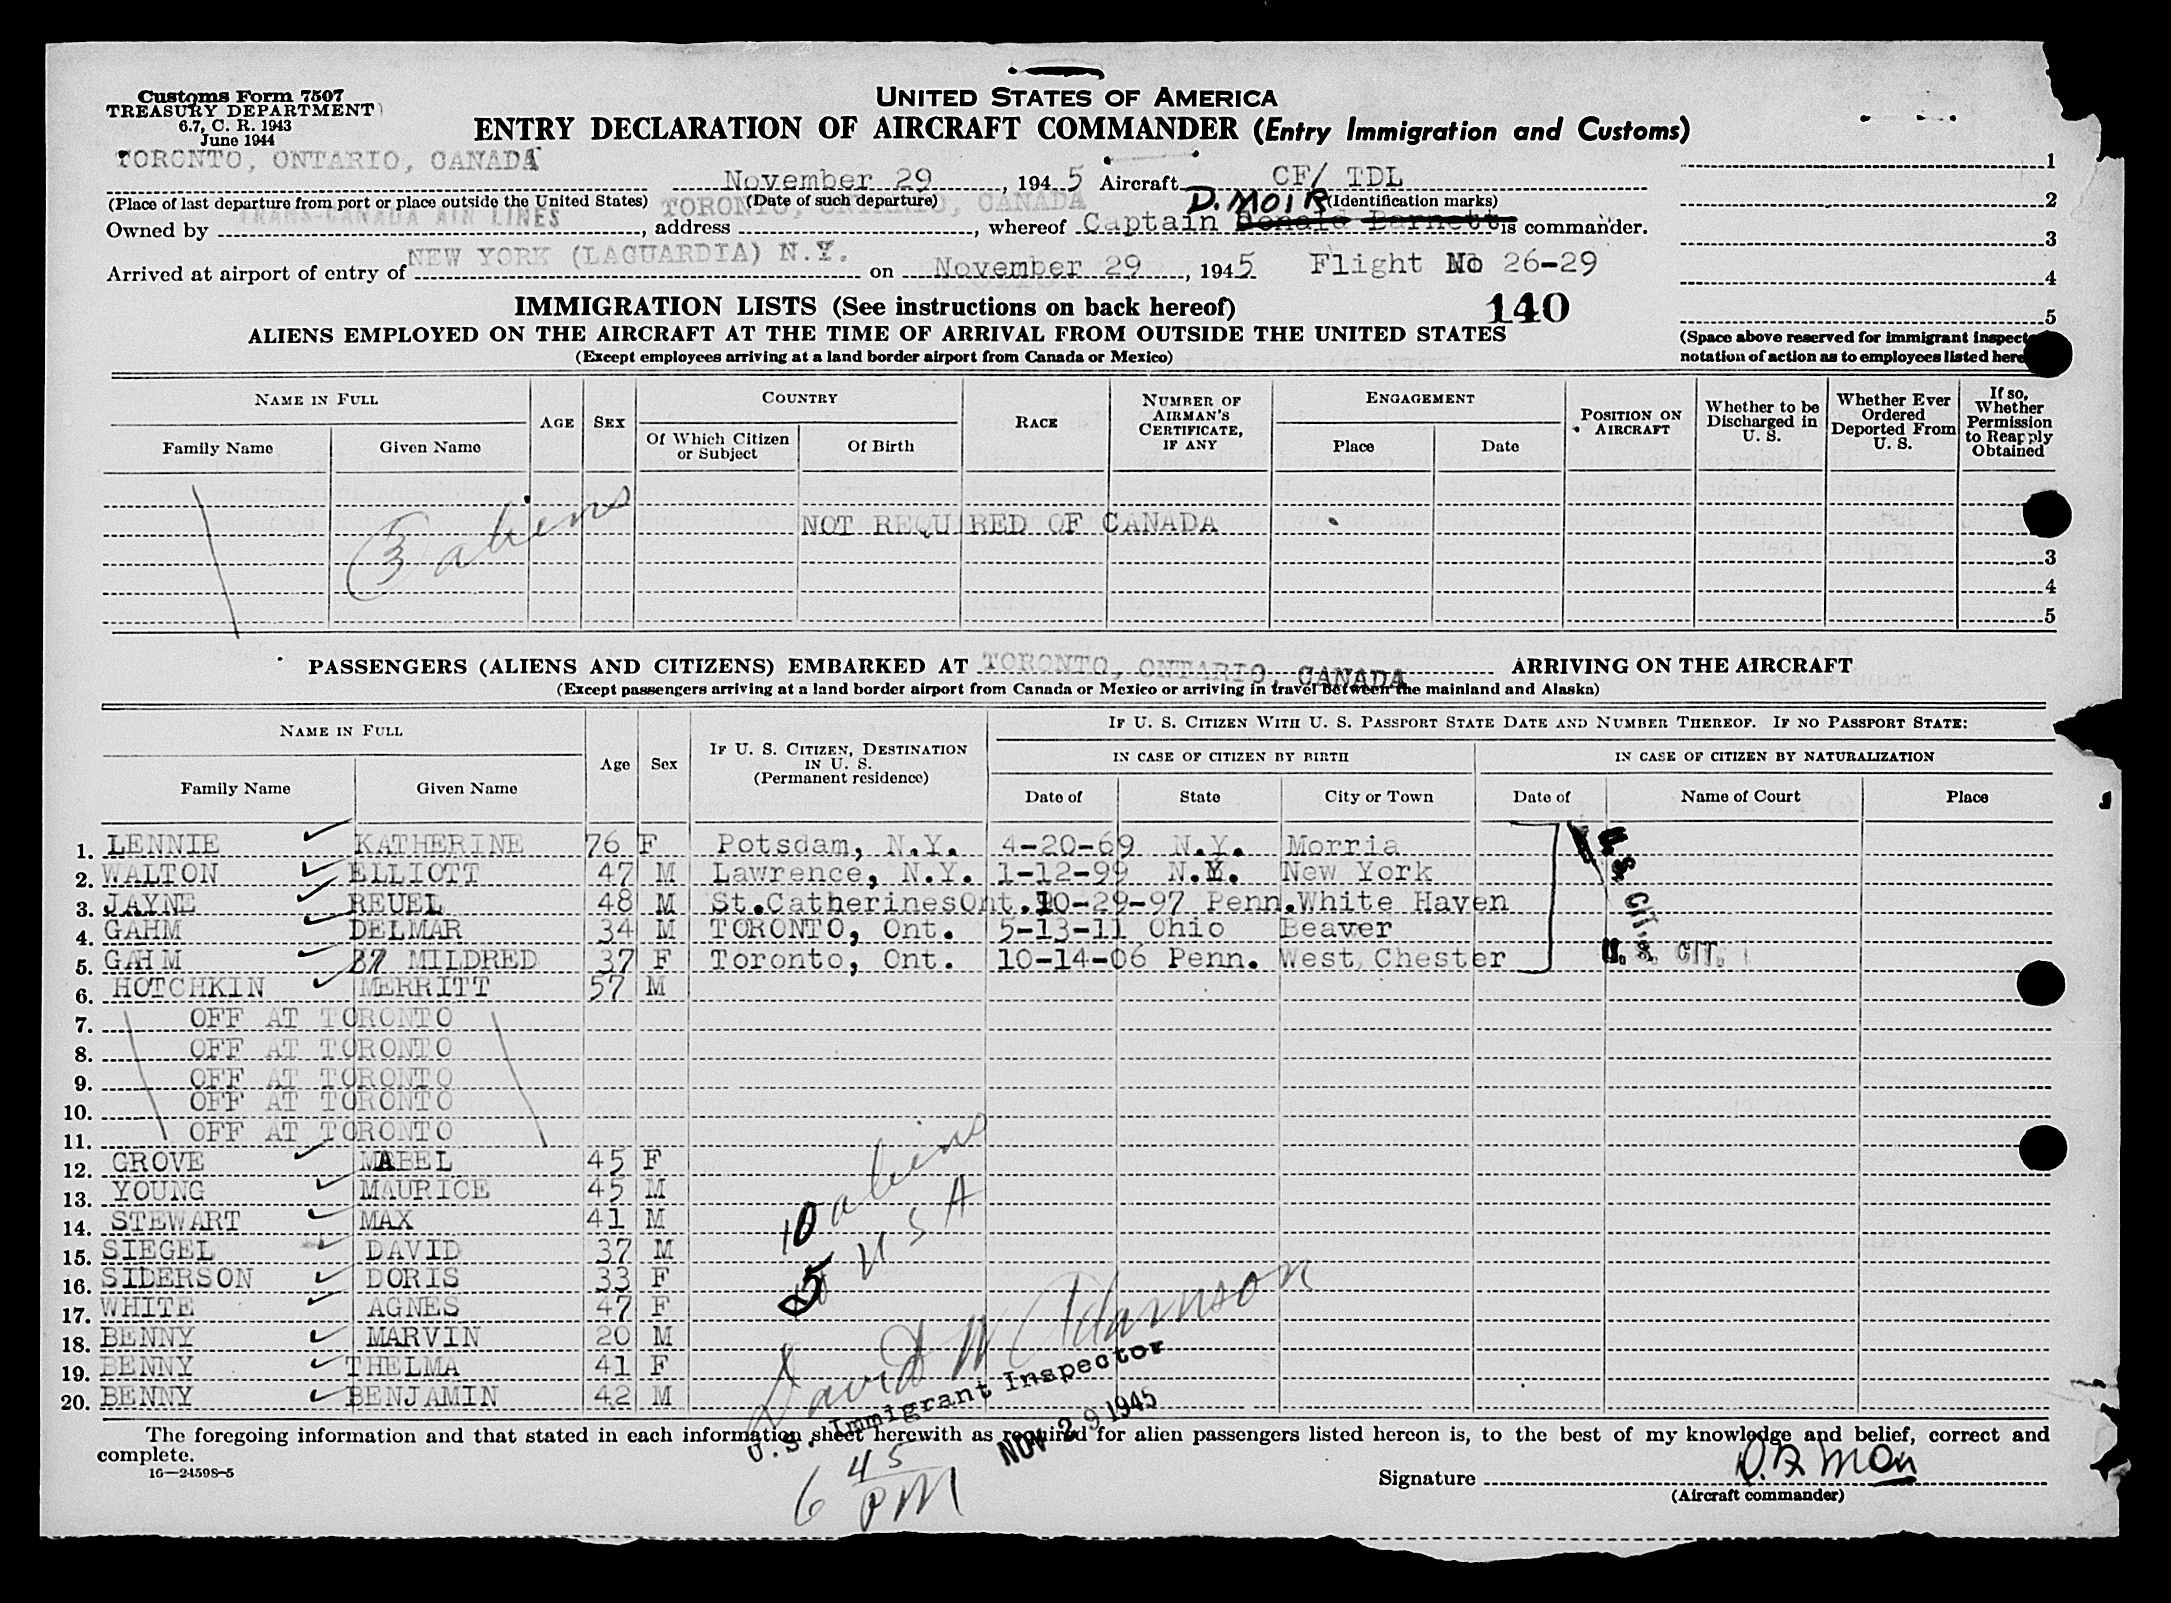 Customs Form 7507
TREASURY DEPARTMENT
6.7, C. R. 1943
June 1944
UNITED STATES OF AMERICA
ENTRY DECLARATION OF AIRCRAFT COMMANDER (Entry Immigration and Customs)
TORONTO, ONTARIO, CANADA
November 29, 1945 Aircraft CF/ TDL
(Place of last departure from port or place outside the United States) (Date of such departure) (Identification marks)
D. MOIR
Owned by TRANS-CANADA AIR LINES, address TORONTO, ONTARIO, CANADA, whereof Captain Donald Barnett is commander.
Arrived at airport of entry of NEW YORK (LAGUARDIA) N.Y. on November 29, 1945 Flight No 26-29
1
2
3
4
5
IMMIGRATION LISTS (See instructions on back hereof) 140
ALIENS EMPLOYED ON THE AIRCRAFT AT THE TIME OF ARRIVAL FROM OUTSIDE THE UNITED STATES
(Except employees arriving at a land border airport from Canada or Mexico)
(Space above reserved for immigrant inspect
notation of action as to employees listed here
NAME IN FULL
Family Name Given Name
AGE SEX
COUNTRY
Of Which Citizen or Subject Of Birth
RACE
NUMBER OF AIRMAN'S CERTIFICATE, IF ANY
ENGAGEMENT
Place Date
POSITION ON AIRCRAFT
Whether to be Discharged in U. S.
Whether Ever Ordered Deported From U. S.
If so, Whether Permission to Reapply Obtained
3 aliens
NOT REQUIRED OF CANADA
3
4
5
PASSENGERS (ALIENS AND CITIZENS) EMBARKED AT TORONTO, ONTARIO, CANADA ARRIVING ON THE AIRCRAFT
(Except passengers arriving at a land border airport from Canada or Mexico or arriving in travel between the mainland and Alaska)
NAME IN FULL
Family Name Given Name
Age Sex
IF U. S. CITIZEN, DESTINATION IN U. S. (Permanent residence)
IF U. S. CITIZEN WITH U. S. PASSPORT STATE DATE AND NUMBER THEREOF. IF NO PASSPORT STATE:
IN CASE OF CITIZEN BY BIRTH IN CASE OF CITIZEN BY NATURALIZATION
Date of State City or Town Date of Name of Court Place
1. LENNIE KATHERINE 76 F Potsdam, N.Y. 4-20-69 N.Y. Morria
2. WALTON ELLIOTT 47 M Lawrence, N.Y. 1-12-99 N.Y. New York
3. JAYNE REUEL 48 M St.CatherinesOnt.10-29-97 Penn.White Haven
4. GAHM DELMAR 34 M TORONTO, Ont. 5-13-11 Ohio Beaver
5. GAHM MILDRED 37 F Toronto, Ont. 10-14-06 Penn. West Chester
U. S. CIT.
U. S. CIT.
6. HOTCHKIN MERRITT 57 M
7. OFF AT TORONTO
8. OFF AT TORONTO
9. OFF AT TORONTO
10. OFF AT TORONTO
11. OFF AT TORONTO
12. GROVE MABEL 45 F
13. YOUNG MAURICE 45 M
14. STEWART MAX 41 M
15. SIEGEL DAVID 37 M
16. SIDERSON DORIS 33 F
17. WHITE AGNES 47 F
18. BENNY MARVIN 20 M
19. BENNY THELMA 41 F
20. BENNY BENJAMIN 42 M
10 aliens
5 USA
David W Adamson
U. S. Immigrant Inspector
NOV 29 1945
6 45 PM
The foregoing information and that stated in each information sheet herewith as required for alien passengers listed hereon is, to the best of my knowledge and belief, correct and
complete.
16—24598-5
Signature D. R. Moir
(Aircraft commander)